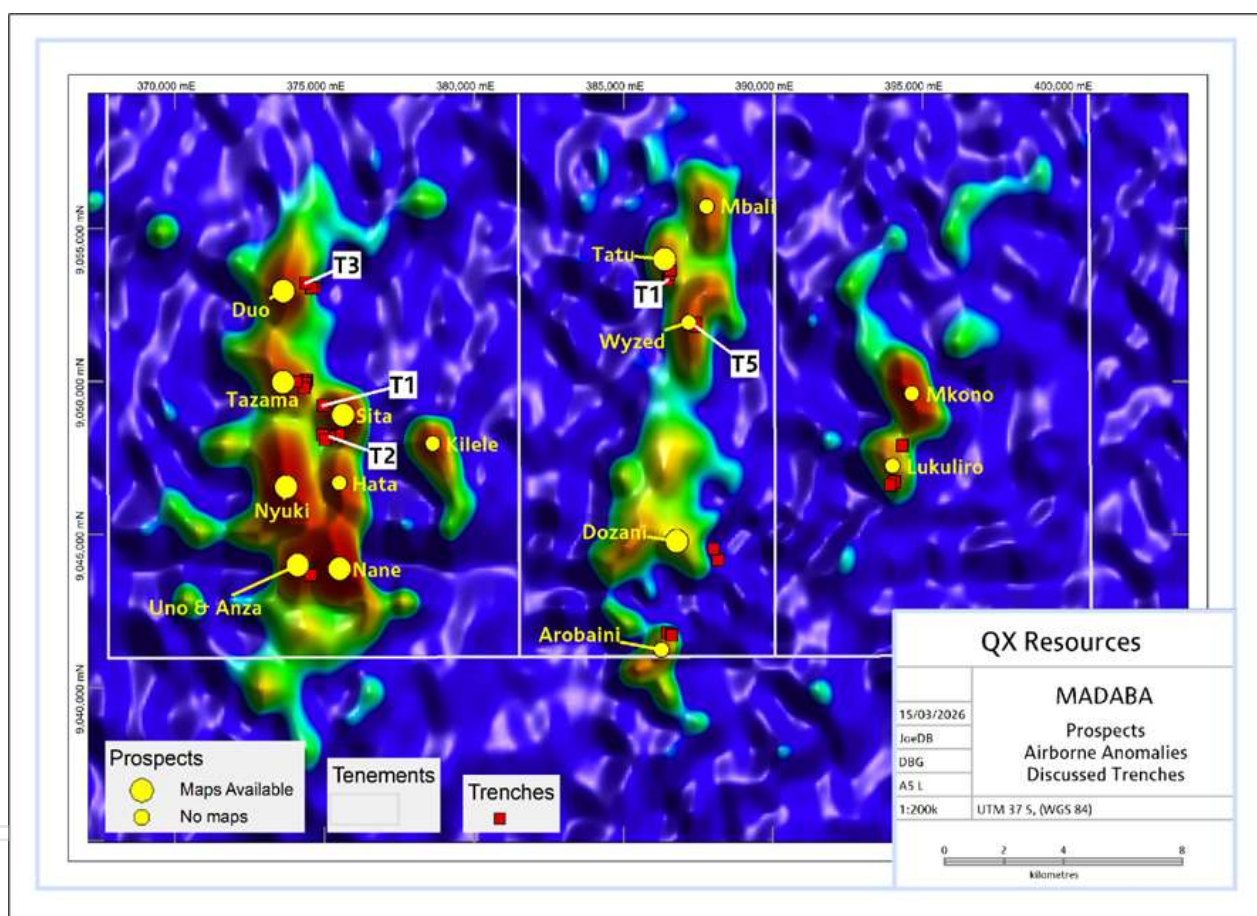 370,000 mE
375,000 mE
380,000 mE
385,000 mE
390,000 mE
395,000 mE
400,000 mE
9,055,000 mN
9,050,000 mN
9,045,000 mN
9,040,000 mN
Mbali
Tatu
T3
T1
Duo
Wyzed
T5
Tazama
T1
Sita
Mkono
T2
Kilele
Lukuliro
Hata
Nyuki
Dozani
Nane
Uno & Anza
Arobaini
Prospects
Maps Available
No maps
Tenements
Trenches
QX Resources
15/03/2026
JoeDB
DBG
A5 L
1:200k
MADABA
Prospects
Airborne Anomalies
Discussed Trenches
UTM 37 S, (WGS 84)
0 2 4 8
kilometres